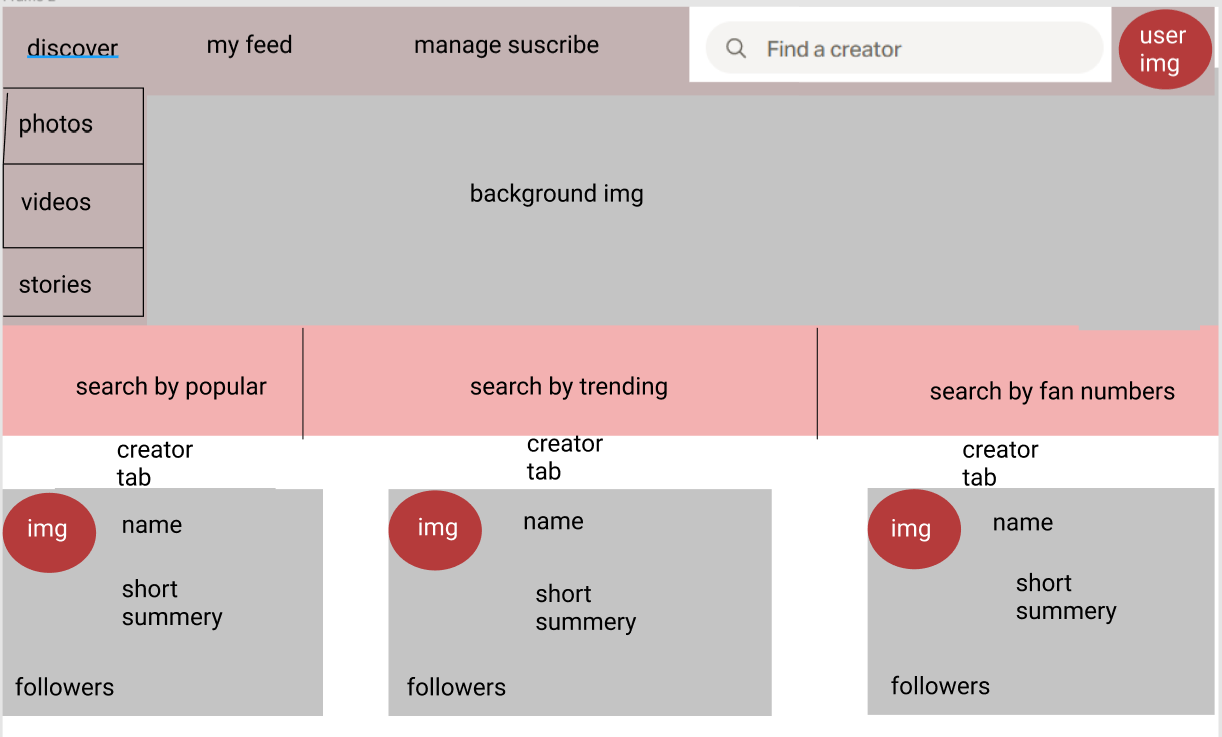 discover
my feed
manage suscribe
Find a creator
user
img
photos
videos
stories
background img
search by popular
search by trending
search by fan numbers
creator
tab
creator
tab
creator
tab
img
name
short
summery
followers
img
name
short
summery
followers
img
name
short
summery
followers